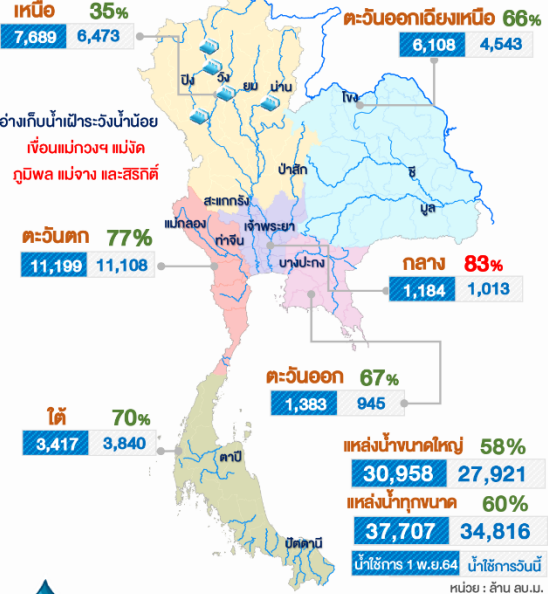 เหนือ 35%
7,689 6,473
ตะวันออกเฉียงเหนือ 66%
6,108 4,543
ปิง วัง ยม น่าน
โขง
อ่างเก็บน้ำเฝ้าระวังน้ำน้อย
เขื่อนแม่กวงฯ แม่งัด
ภูมิพล แม่จาง และสิริกิติ์
ป่าสัก
ชี
มูล
สะแกกรัง
แม่กลอง
เจ้าพระยา
ท่าจีน
บางปะกง
ตะวันตก 77%
11,199 11,108
กลาง 83%
1,184 1,013
ตะวันออก 67%
1,383 945
ใต้ 70%
3,417 3,840
ตาปี
ปัตตานี
แหล่งน้ำขนาดใหญ่ 58%
30,958 27,921
แหล่งน้ำทุกขนาด 60%
37,707 34,816
น้ำใช้การ 1 พ.ย.64 น้ำใช้การวันนี้
หน่วย : ล้าน ลบ.ม.